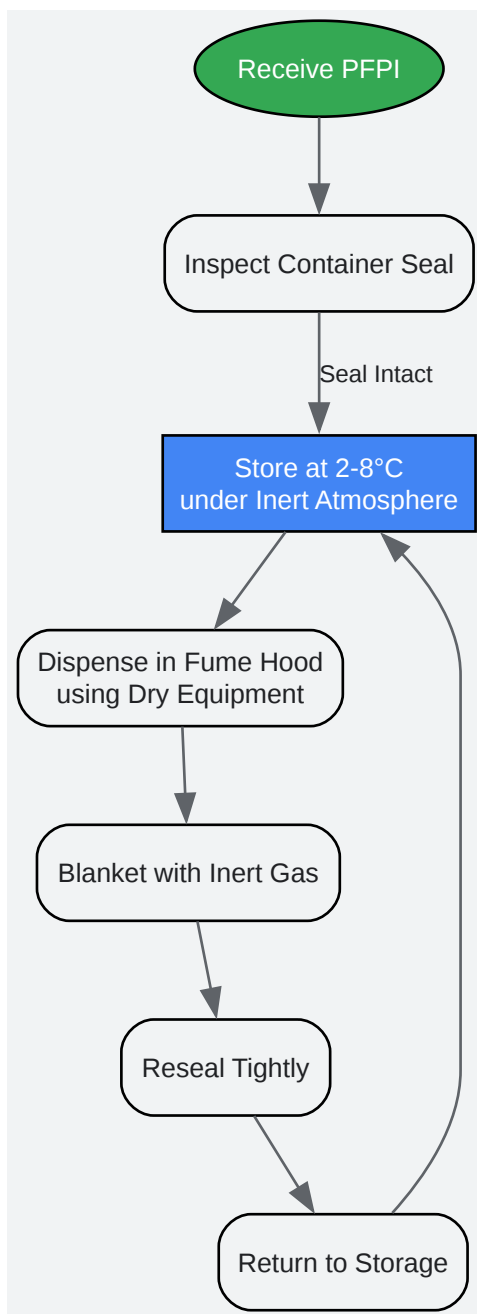 Receive PFPI
Inspect Container Seal
Seal Intact
Store at 2-8°C
under Inert Atmosphere
Dispense in Fume Hood
using Dry Equipment
Blanket with Inert Gas
Reseal Tightly
Return to Storage